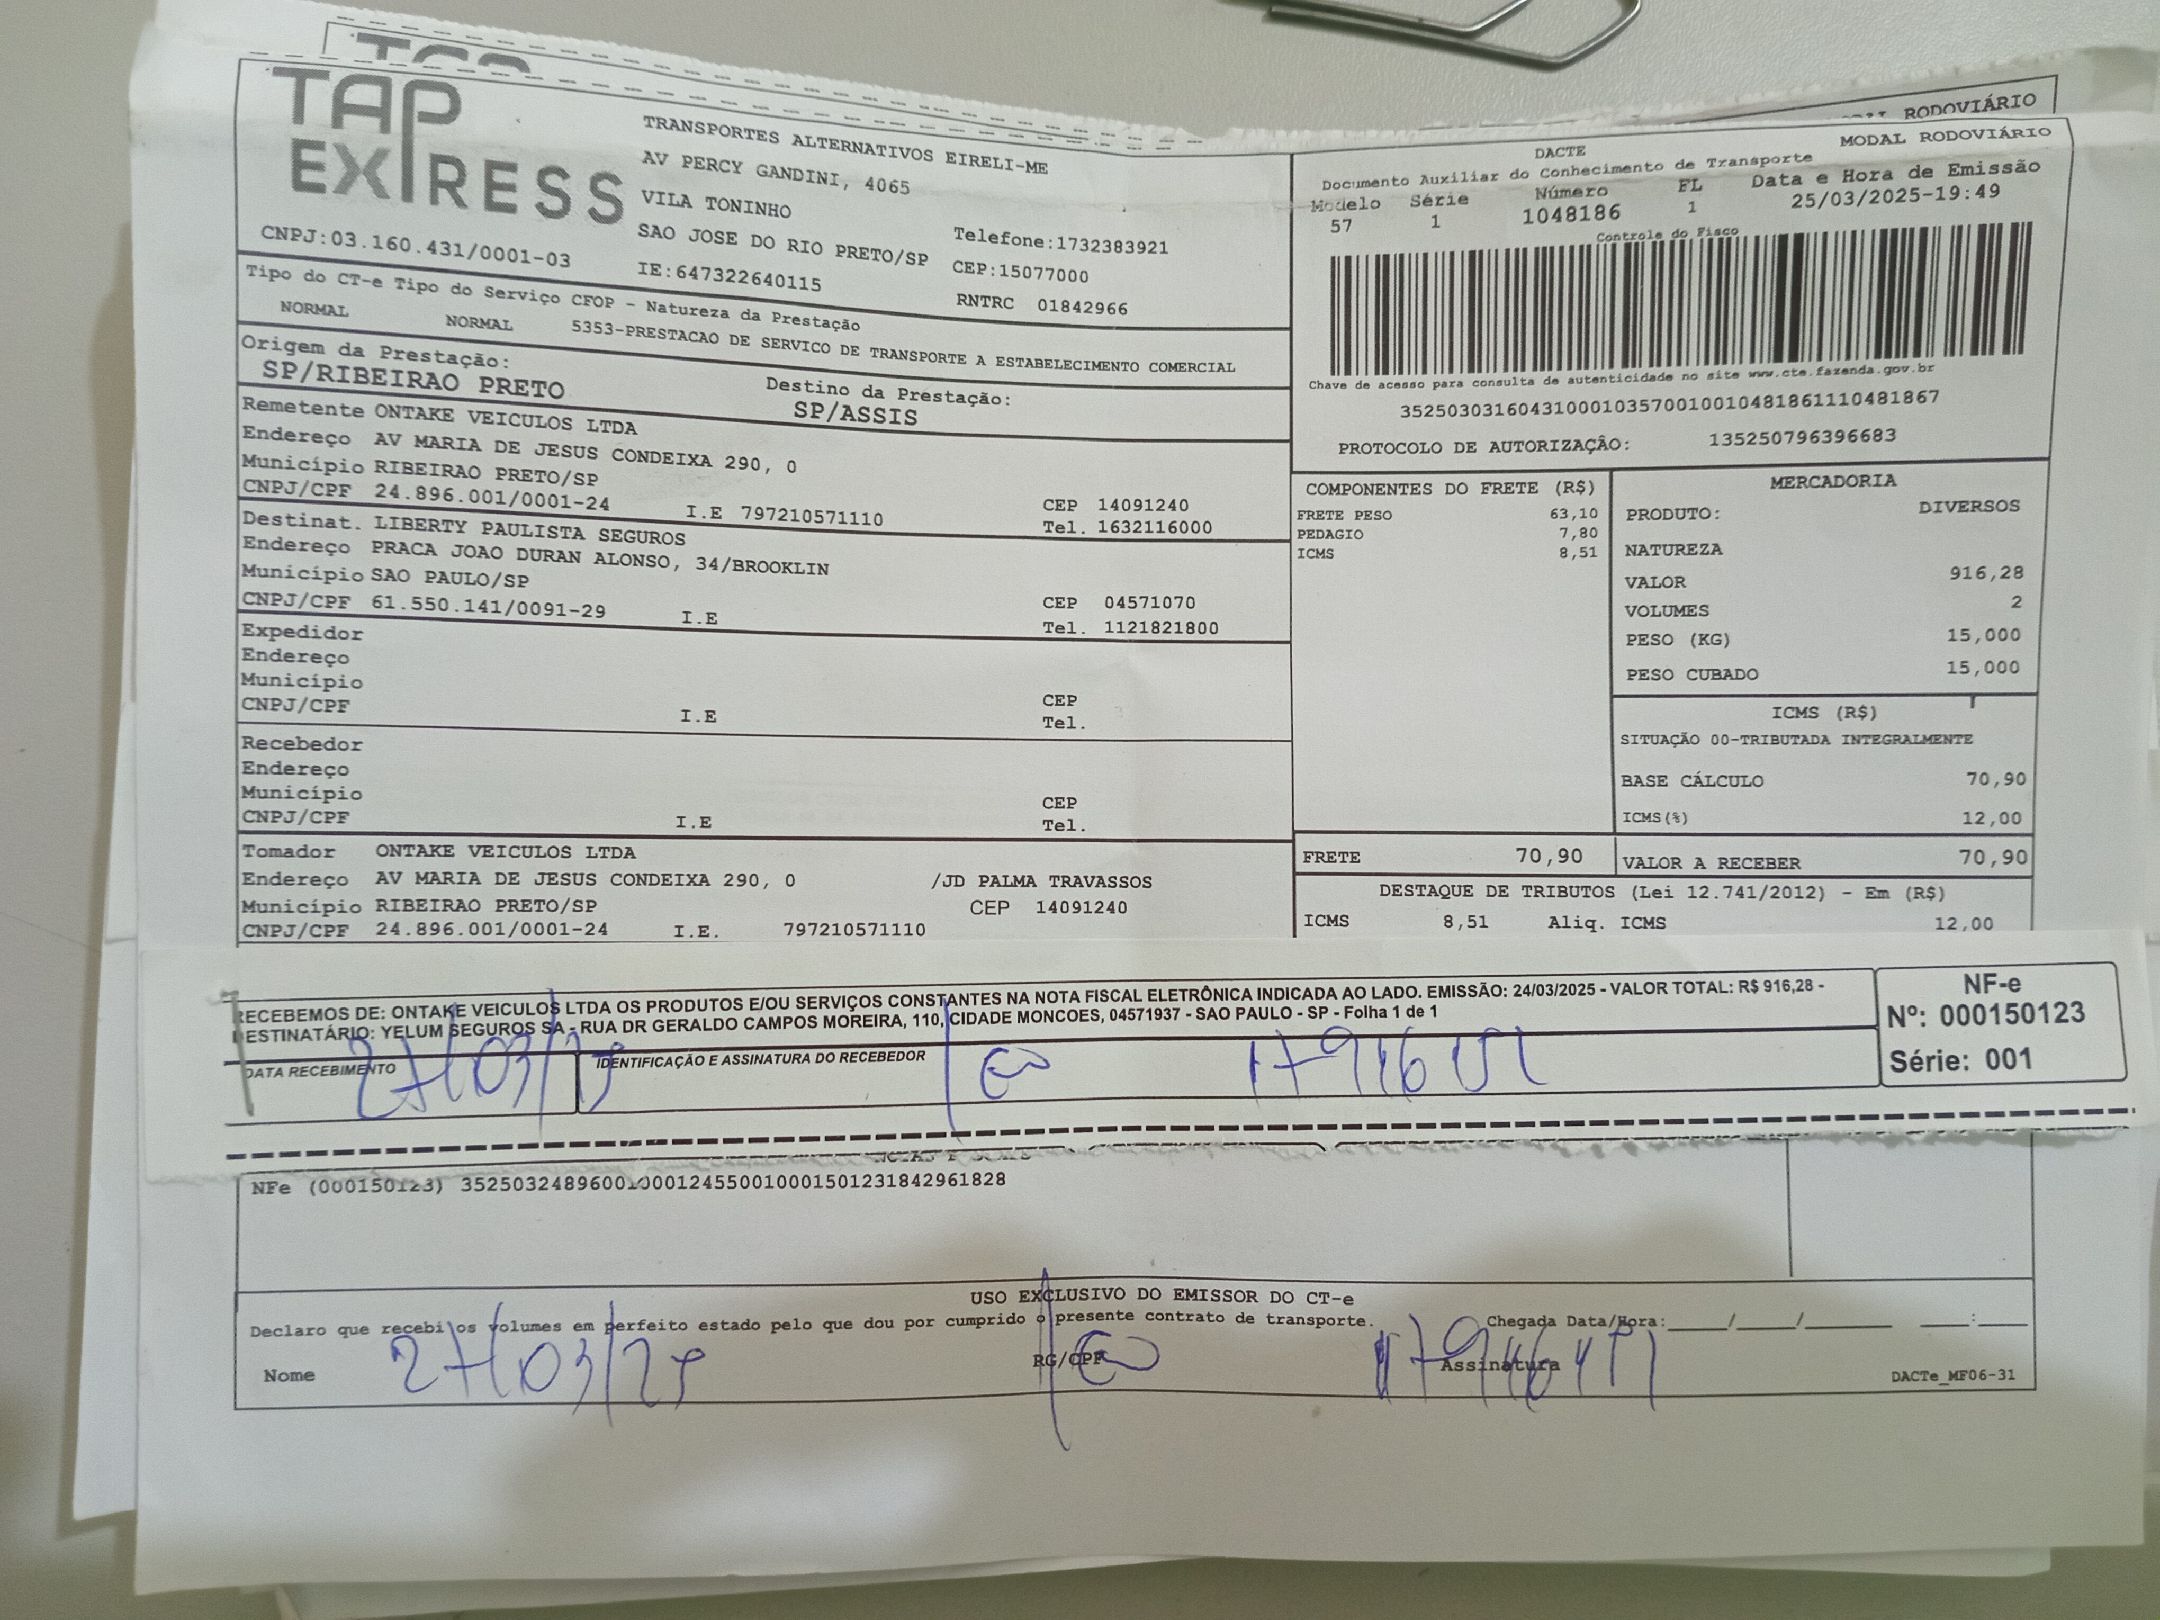 TAP
EXPRESS
CNPJ:03.160.431/0001-03
TRANSPORTES ALTERNATIVOS EIRELI-ME
AV PERCY GANDINI, 4065
VILA TONINHO
SAO JOSE DO RIO PRETO/SP
IE:647322640115
Telefone:1732383921
CEP:15077000
RNTRC 01842966
RODOVIÁRIO
MODAL RODOVIÁRIO
DACTE
Documento Auxiliar do Conhecimento de Transporte
Modelo Série Número FL Data e Hora de Emissão
57 1 1048186 1 25/03/2025-19:49
Controle do Fisco
Chave de acesso para consulta de autenticidade no site www.cte.fazenda.gov.br
35250303160431000103570010010481861110481867
PROTOCOLO DE AUTORIZAÇÃO: 135250796396683
Tipo do CT-e Tipo do Serviço CFOP - Natureza da Prestação
NORMAL NORMAL 5353-PRESTACAO DE SERVICO DE TRANSPORTE A ESTABELECIMENTO COMERCIAL
Origem da Prestação: Destino da Prestação:
SP/RIBEIRAO PRETO SP/ASSIS
Remetente ONTAKE VEICULOS LTDA
Endereço AV MARIA DE JESUS CONDEIXA 290, 0
Município RIBEIRAO PRETO/SP CEP 14091240
CNPJ/CPF 24.896.001/0001-24 I.E 797210571110 Tel. 1632116000
Destinat. LIBERTY PAULISTA SEGUROS
Endereço PRACA JOAO DURAN ALONSO, 34/BROOKLIN
Município SAO PAULO/SP CEP 04571070
CNPJ/CPF 61.550.141/0091-29 I.E Tel. 1121821800
Expedidor
Endereço
Município CEP
CNPJ/CPF I.E Tel.
Recebedor
Endereço
Município CEP
CNPJ/CPF I.E Tel.
Tomador ONTAKE VEICULOS LTDA
Endereço AV MARIA DE JESUS CONDEIXA 290, 0 /JD PALMA TRAVASSOS
Município RIBEIRAO PRETO/SP CEP 14091240
CNPJ/CPF 24.896.001/0001-24 I.E. 797210571110
COMPONENTES DO FRETE (R$)
FRETE PESO 63,10
PEDAGIO 7,80
ICMS 8,51
MERCADORIA
PRODUTO: DIVERSOS
NATUREZA
VALOR 916,28
VOLUMES 2
PESO (KG) 15,000
PESO CUBADO 15,000
ICMS (R$)
SITUAÇÃO 00-TRIBUTADA INTEGRALMENTE
BASE CÁLCULO 70,90
ICMS(%) 12,00
FRETE 70,90 VALOR A RECEBER 70,90
DESTAQUE DE TRIBUTOS (Lei 12.741/2012) - Em (R$)
ICMS 8,51 Aliq. ICMS 12,00
RECEBEMOS DE: ONTAKE VEICULOS LTDA OS PRODUTOS E/OU SERVIÇOS CONSTANTES NA NOTA FISCAL ELETRÔNICA INDICADA AO LADO. EMISSÃO: 24/03/2025 - VALOR TOTAL: R$ 916,28 -
DESTINATÁRIO: YELUM SEGUROS SA - RUA DR GERALDO CAMPOS MOREIRA, 110, CIDADE MONCOES, 04571937 - SAO PAULO - SP - Folha 1 de 1
DATA RECEBIMENTO IDENTIFICAÇÃO E ASSINATURA DO RECEBEDOR
27/03/25
NF-e
Nº: 000150123
Série: 001
NFe (000150123) 35250324896001000124550010001501231842961828
USO EXCLUSIVO DO EMISSOR DO CT-e
Declaro que recebi os volumes em perfeito estado pelo que dou por cumprido o presente contrato de transporte. Chegada Data/Hora:____/____/______ ___:___
Nome 27/03/25 RG/CPF Assinatura
DACTe_MF06-31